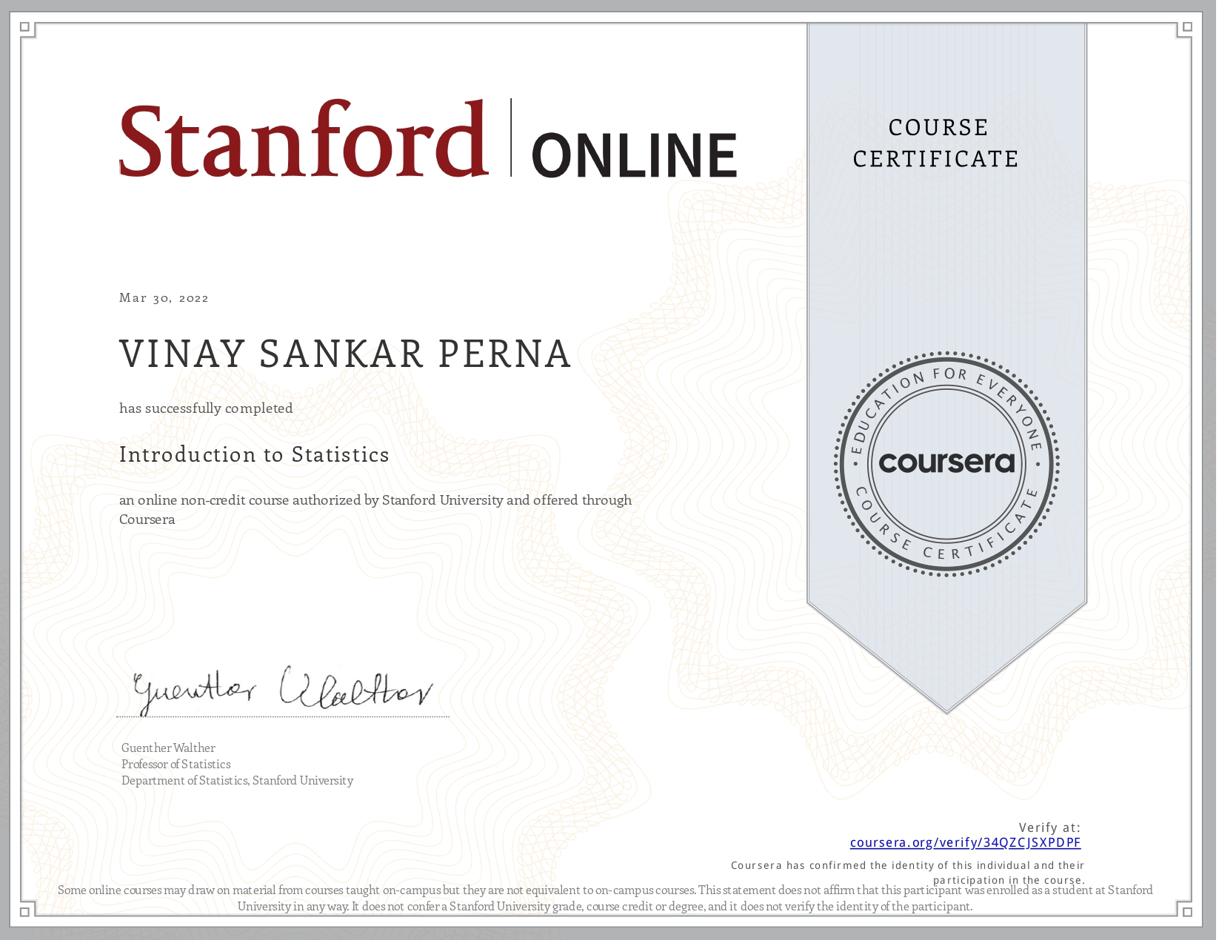 Stanford ONLINE
COURSE
CERTIFICATE
Mar 30, 2022
VINAY SANKAR PERNA
has successfully completed
Introduction to Statistics
an online non-credit course authorized by Stanford University and offered through
Coursera
EDUCATION FOR EVERYONE
coursera
COURSE CERTIFICATE
Guenther Walther
Guenther Walther
Professor of Statistics
Department of Statistics, Stanford University
Verify at:
coursera.org/verify/34QZCJSXPDPF
Coursera has confirmed the identity of this individual and their
participation in the course.
Some online courses may draw on material from courses taught on-campus but they are not equivalent to on-campus courses. This statement does not affirm that this participant was enrolled as a student at Stanford
University in any way. It does not confer a Stanford University grade, course credit or degree, and it does not verify the identity of the participant.